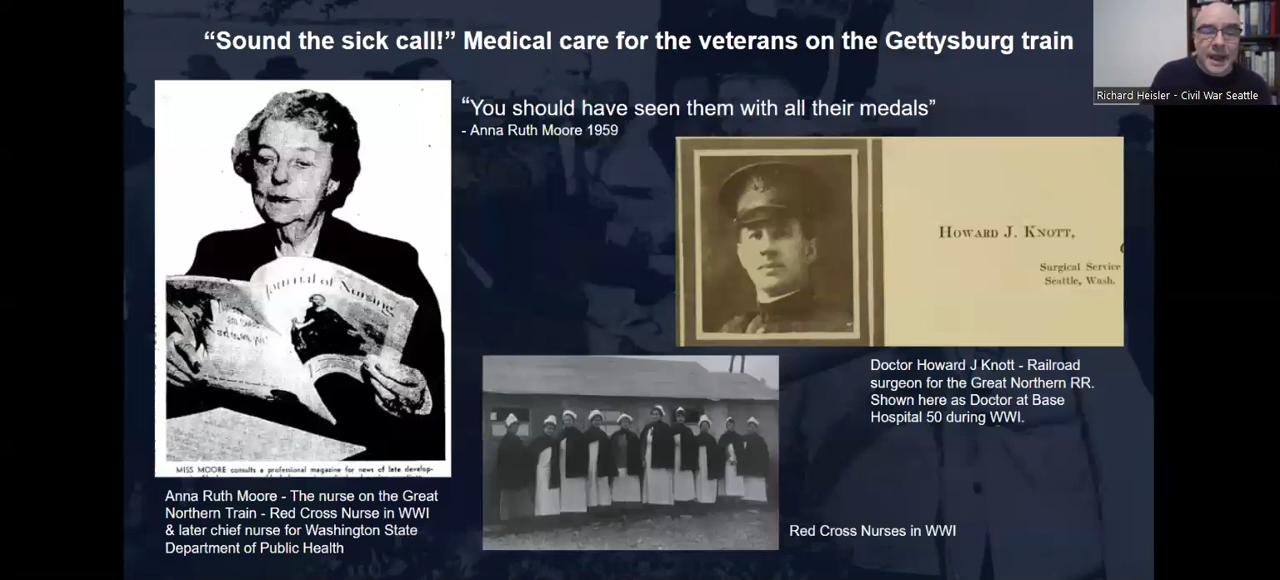 “Sound the sick call!” Medical care for the veterans on the Gettysburg train
Richard Heisler - Civil War Seattle
“You should have seen them with all their medals”
- Anna Ruth Moore 1959
Journal of Nursing
HOWARD J. KNOTT,
Surgical Service
Seattle, Wash.
MISS MOORE consults a professional magazine for news of late develop-
Anna Ruth Moore - The nurse on the Great
Northern Train - Red Cross Nurse in WWI
& later chief nurse for Washington State
Department of Public Health
Doctor Howard J Knott - Railroad
surgeon for the Great Northern RR.
Shown here as Doctor at Base
Hospital 50 during WWI.
Red Cross Nurses in WWI